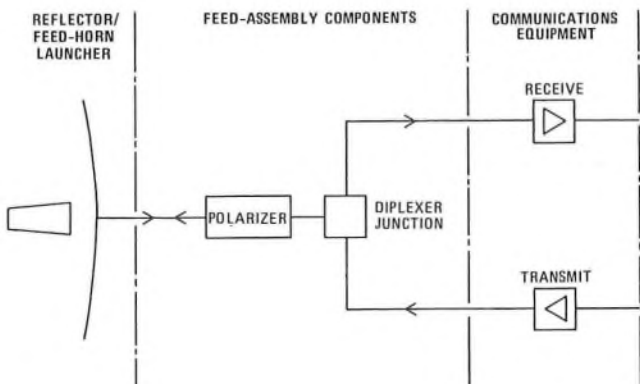 REFLECTOR/
FEED-HORN
LAUNCHER
FEED-ASSEMBLY COMPONENTS
COMMUNICATIONS
EQUIPMENT
RECEIVE
POLARIZER
DIPLEXER
JUNCTION
TRANSMIT